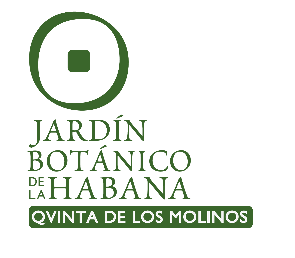 JARDÍN
BOTÁNICO
DE LA HABANA
QVINTA DE LOS MOLINOS